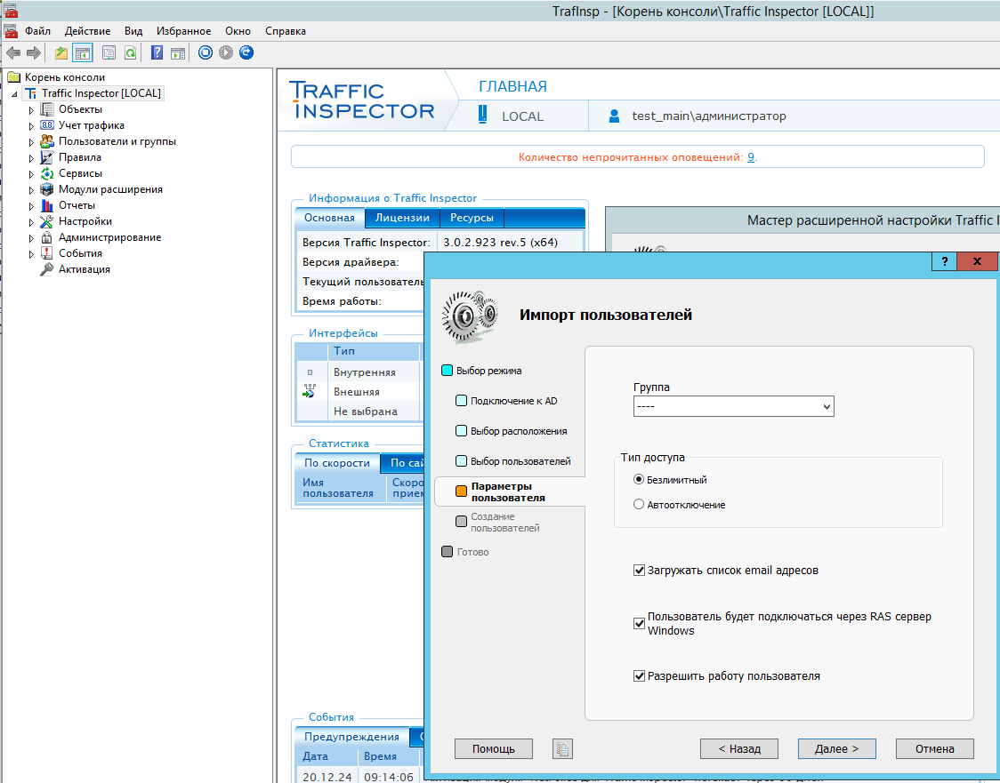 TrafInsp - [Корень консоли\Traffic Inspector [LOCAL]]
Файл Действие Вид Избранное Окно Справка
Корень консоли
Traffic Inspector [LOCAL]
Объекты
Учет трафика
Пользователи и группы
Правила
Сервисы
Модули расширения
Отчеты
Настройки
Администрирование
События
Активация
TRAFFIC
INSPECTOR
ГЛАВНАЯ
LOCAL
test_main\администратор
Количество непрочитанных оповещений: 9.
Информация о Traffic Inspector
Основная Лицензии Ресурсы
Версия Traffic Inspector: 3.0.2.923 rev.5 (x64)
Версия драйвера:
Текущий пользователь
Время работы:
Интерфейсы
Тип
Внутренняя
Внешняя
Не выбрана
Статистика
По скорости По сай
Имя
пользователя
Скоро
прием
События
Предупреждения
Дата Время
20.12.24 09:14:06
Мастер расширенной настройки Traffic I
? x
Импорт пользователей
Выбор режима
Подключение к AD
Выбор расположения
Выбор пользователей
Параметры
пользователя
Создание
пользователей
Готово
Группа
----
Тип доступа
Безлимитный
Автоотключение
Загружать список email адресов
Пользователь будет подключаться через RAS сервер
Windows
Разрешить работу пользователя
Помощь < Назад Далее > Отмена